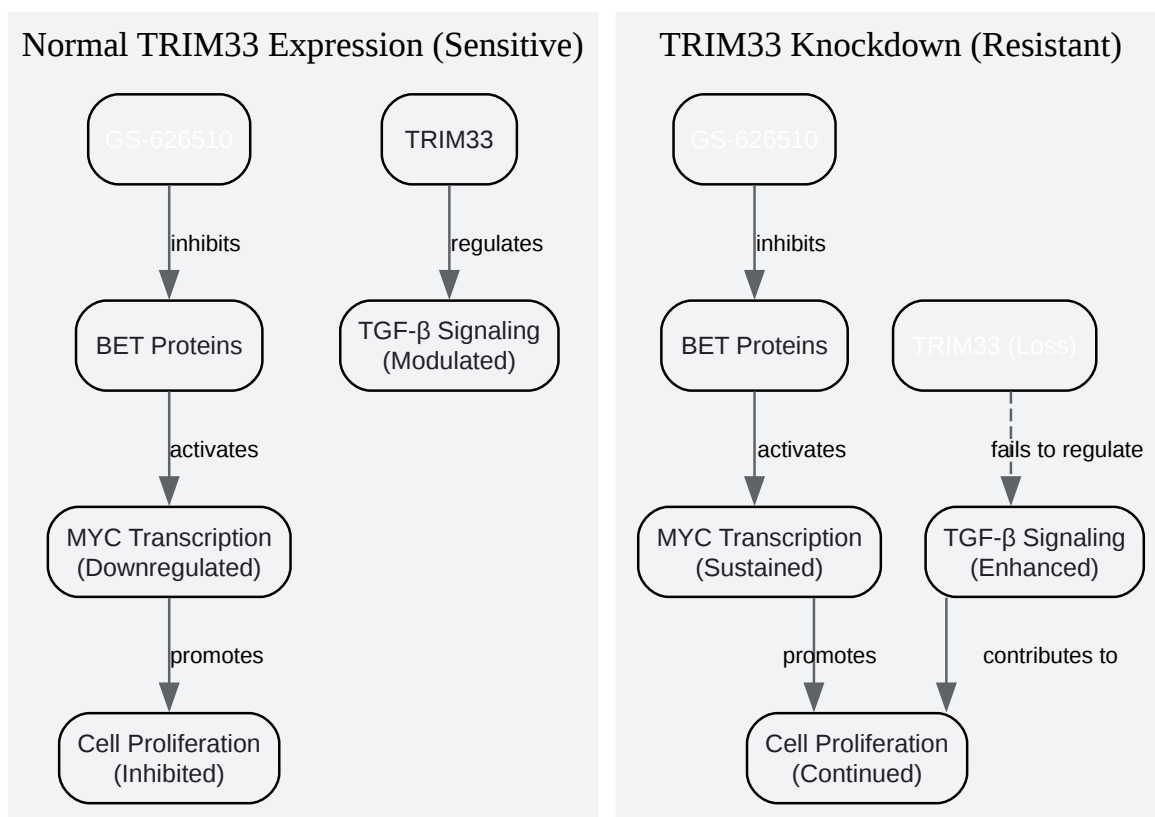 Normal TRIM33 Expression (Sensitive)
GS-626510
TRIM33
inhibits
regulates
BET Proteins
TGF-β Signaling
(Modulated)
activates
MYC Transcription
(Downregulated)
promotes
Cell Proliferation
(Inhibited)
TRIM33 Knockdown (Resistant)
GS-626510
inhibits
BET Proteins
TRIM33 (Loss)
activates
fails to regulate
MYC Transcription
(Sustained)
TGF-β Signaling
(Enhanced)
promotes
contributes to
Cell Proliferation
(Continued)